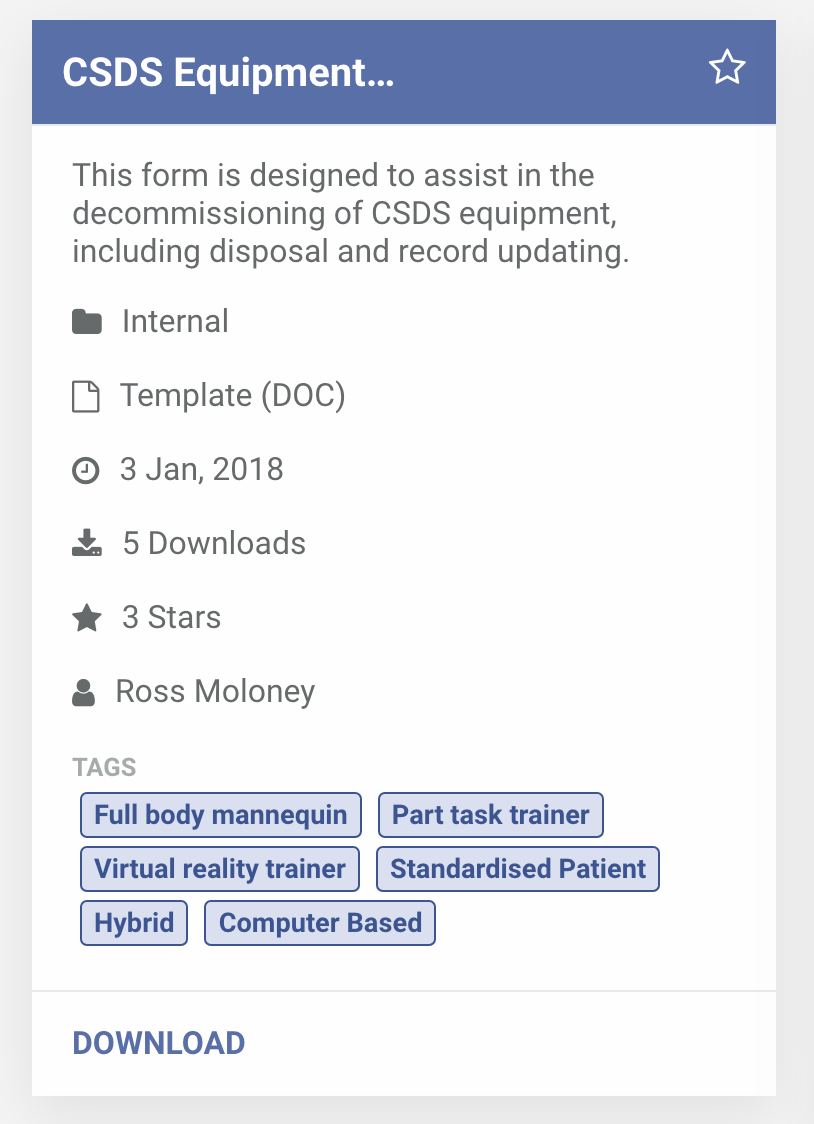 CSDS Equipment...
This form is designed to assist in the
decommissioning of CSDS equipment,
including disposal and record updating.
Internal
Template (DOC)
3 Jan, 2018
5 Downloads
3 Stars
Ross Moloney
TAGS
Full body mannequin Part task trainer
Virtual reality trainer Standardised Patient
Hybrid Computer Based
DOWNLOAD